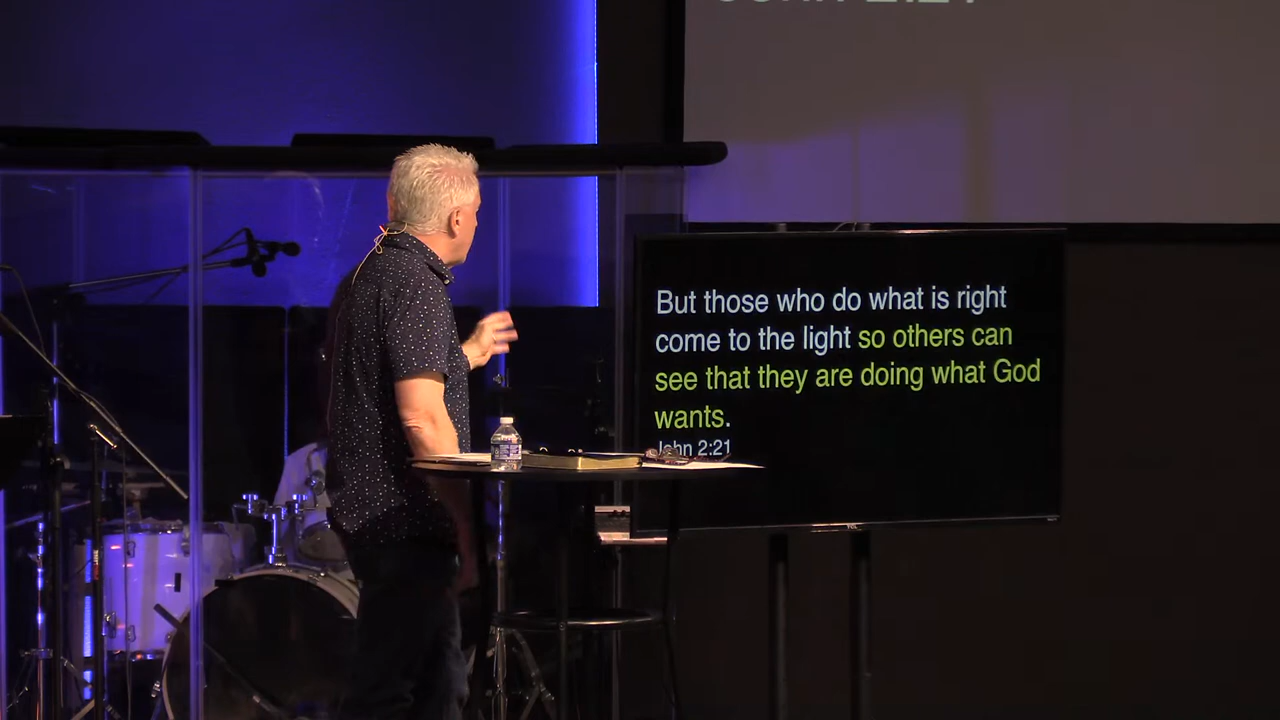 But those who do what is right
come to the light so others can
see that they are doing what God
wants.
John 2:21